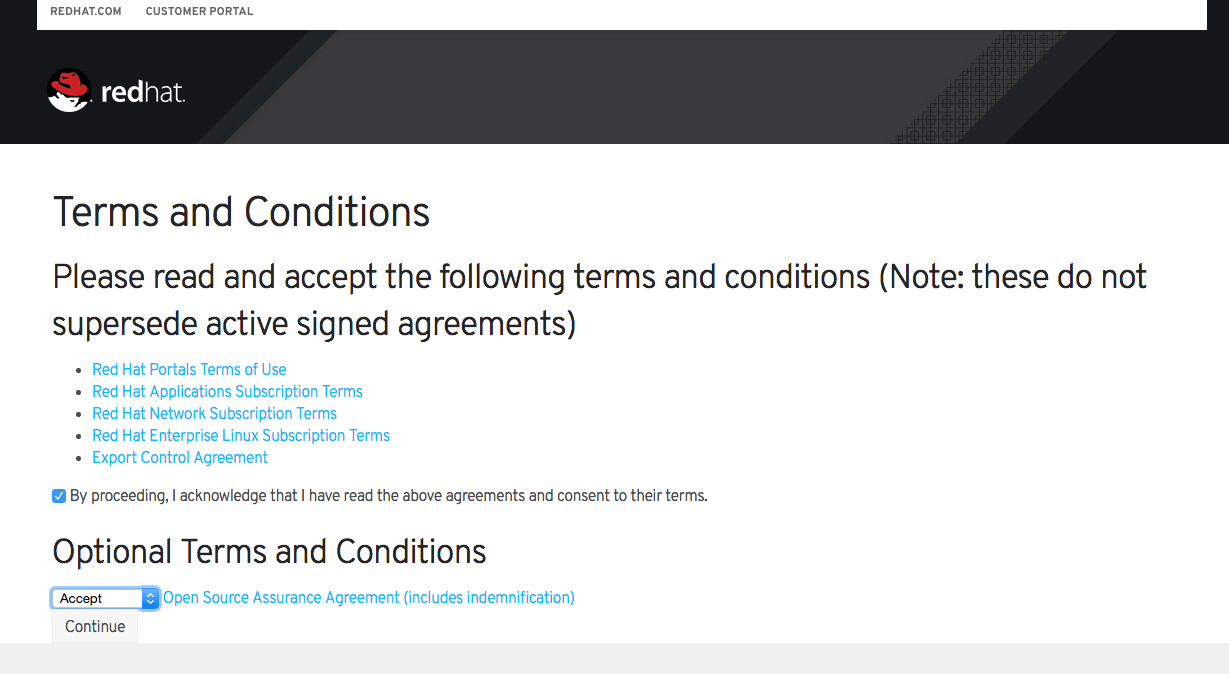 REDHAT.COM CUSTOMER PORTAL
redhat.
Terms and Conditions
Please read and accept the following terms and conditions (Note: these do not
supersede active signed agreements)
Red Hat Portals Terms of Use
Red Hat Applications Subscription Terms
Red Hat Network Subscription Terms
Red Hat Enterprise Linux Subscription Terms
Export Control Agreement
By proceeding, I acknowledge that I have read the above agreements and consent to their terms.
Optional Terms and Conditions
Accept Open Source Assurance Agreement (includes indemnification)
Continue